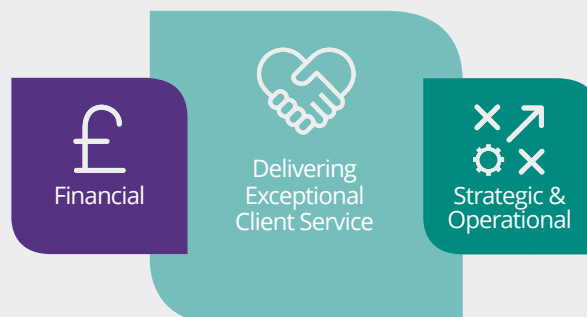 Financial
Delivering
Exceptional
Client Service
Strategic &
Operational